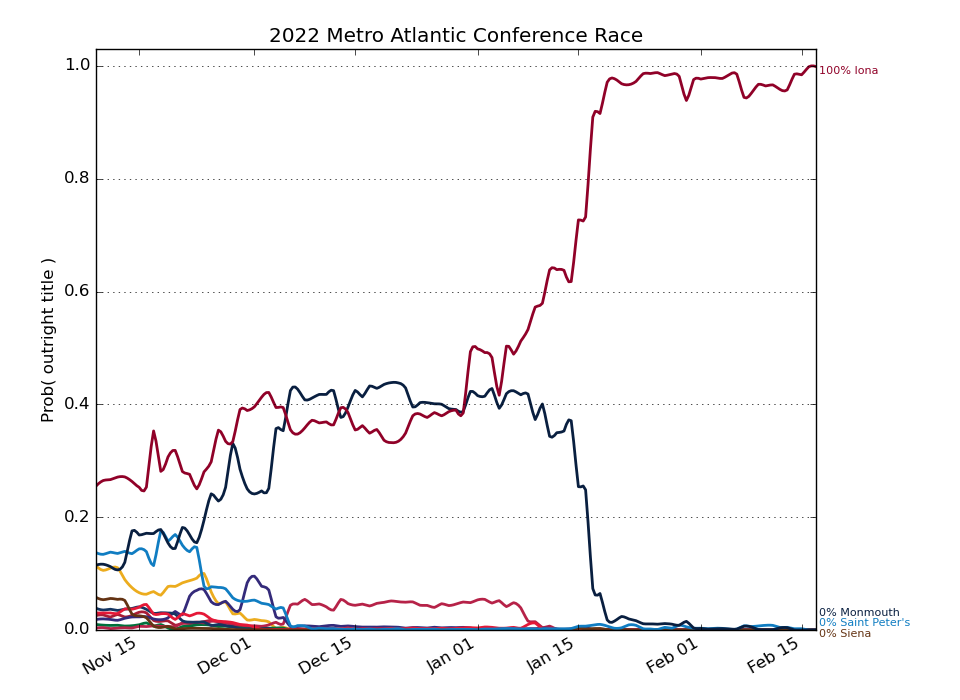 2022 Metro Atlantic Conference Race
Prob( outright title )
1.0
0.8
0.6
0.4
0.2
0.0
100% Iona
0% Monmouth
0% Saint Peter's
0% Siena
Nov 15
Dec 01
Dec 15
Jan 01
Jan 15
Feb 01
Feb 15